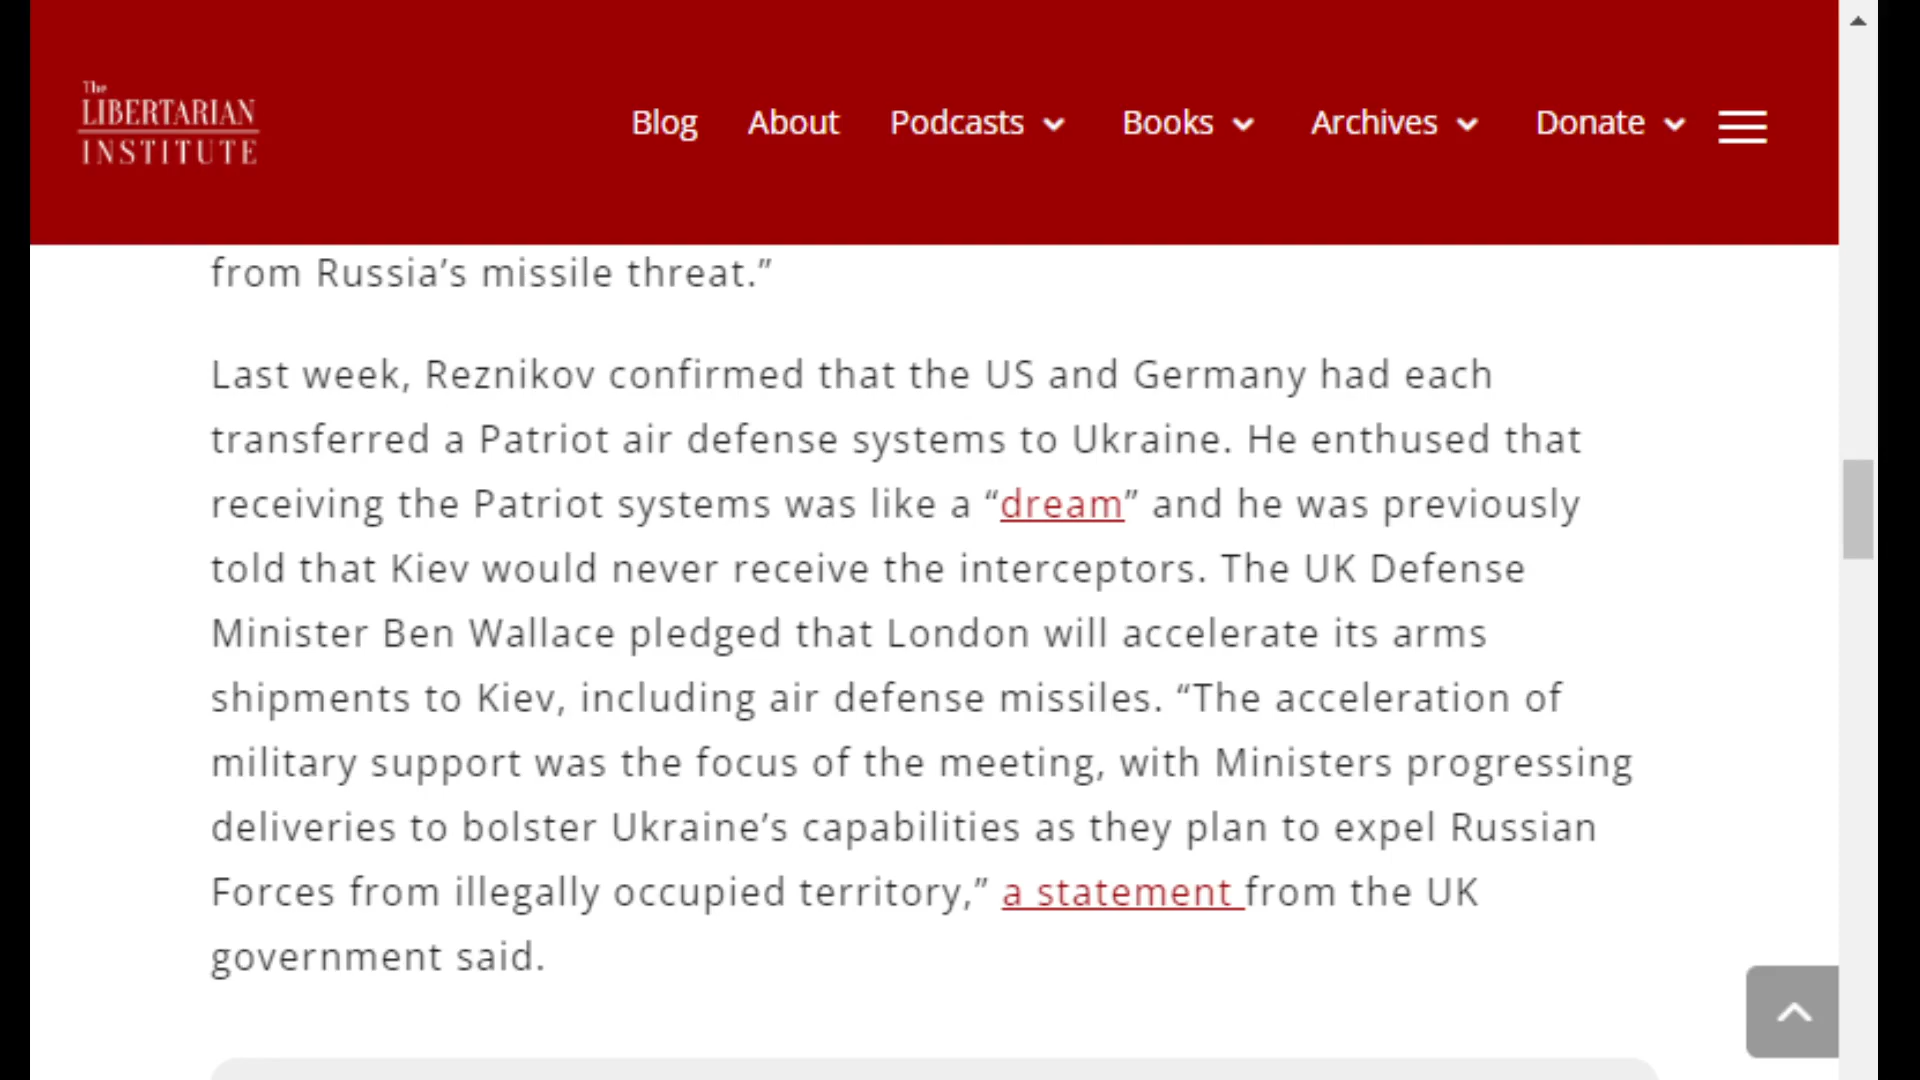 The
LIBERTARIAN
INSTITUTE
Blog About Podcasts Books Archives Donate
from Russia’s missile threat.”
Last week, Reznikov confirmed that the US and Germany had each
transferred a Patriot air defense systems to Ukraine. He enthused that
receiving the Patriot systems was like a “dream” and he was previously
told that Kiev would never receive the interceptors. The UK Defense
Minister Ben Wallace pledged that London will accelerate its arms
shipments to Kiev, including air defense missiles. “The acceleration of
military support was the focus of the meeting, with Ministers progressing
deliveries to bolster Ukraine’s capabilities as they plan to expel Russian
Forces from illegally occupied territory,” a statement from the UK
government said.